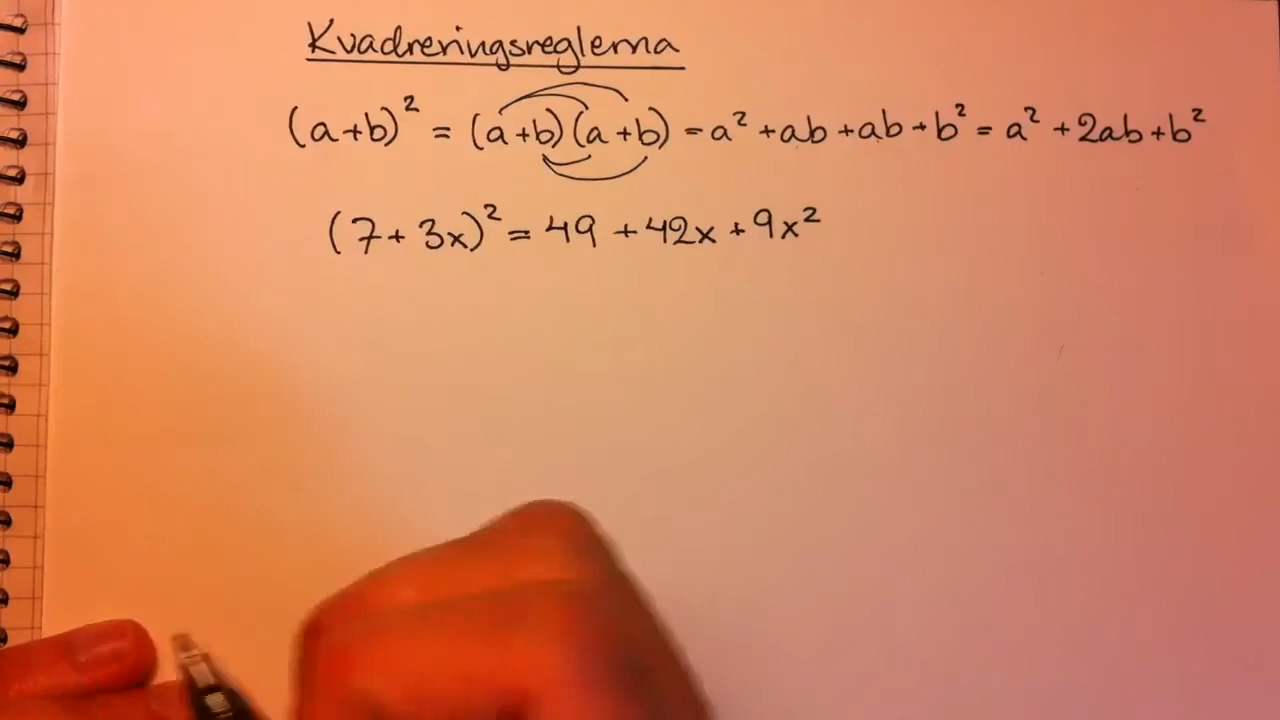 Kvadreringsreglerna
(a+b)² = (a+b)(a+b) = a² + ab + ab + b² = a² + 2ab + b²
(7 + 3x)² = 49 + 42x + 9x²